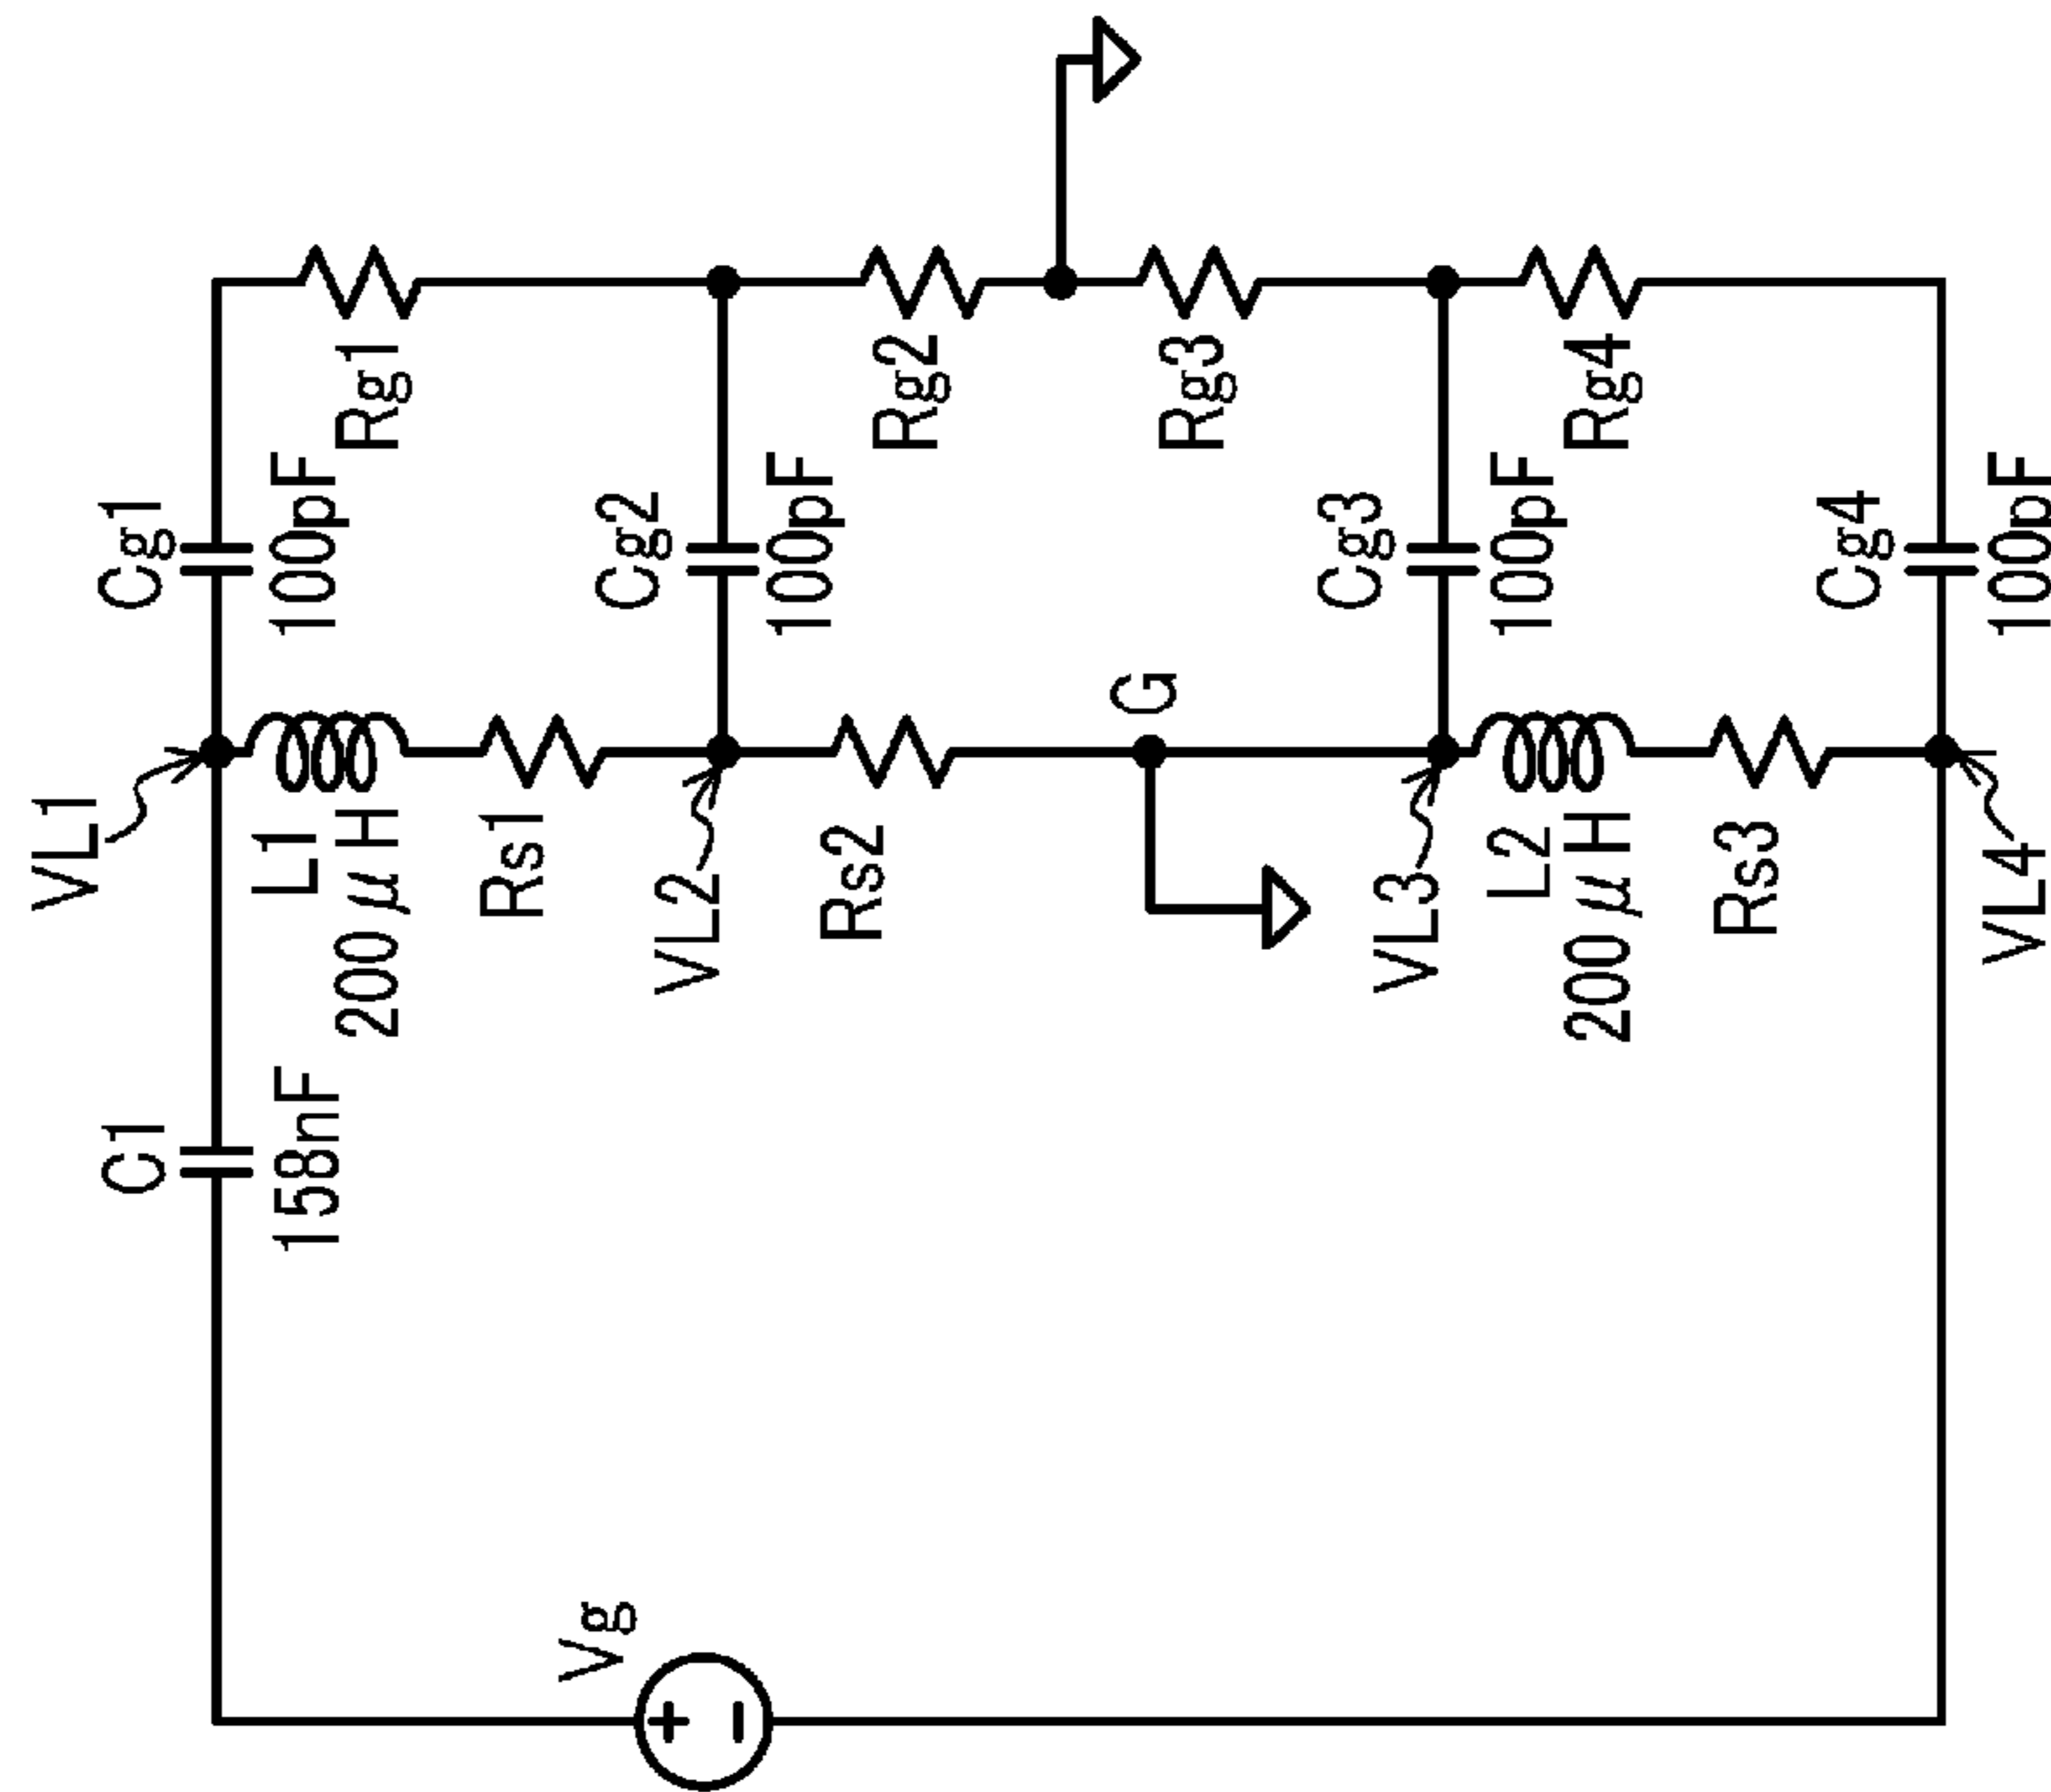 VL1
C1
158nF
L1
200μH
Cg1
100pF
Rg1
Rs1
VL2
Cg2
100pF
Rs2
Rg2
G
Rg3
VL3
Cg3
100pF
L2
200μH
Rg4
Rs3
VL4
Cg4
100pF
Vg
+
-